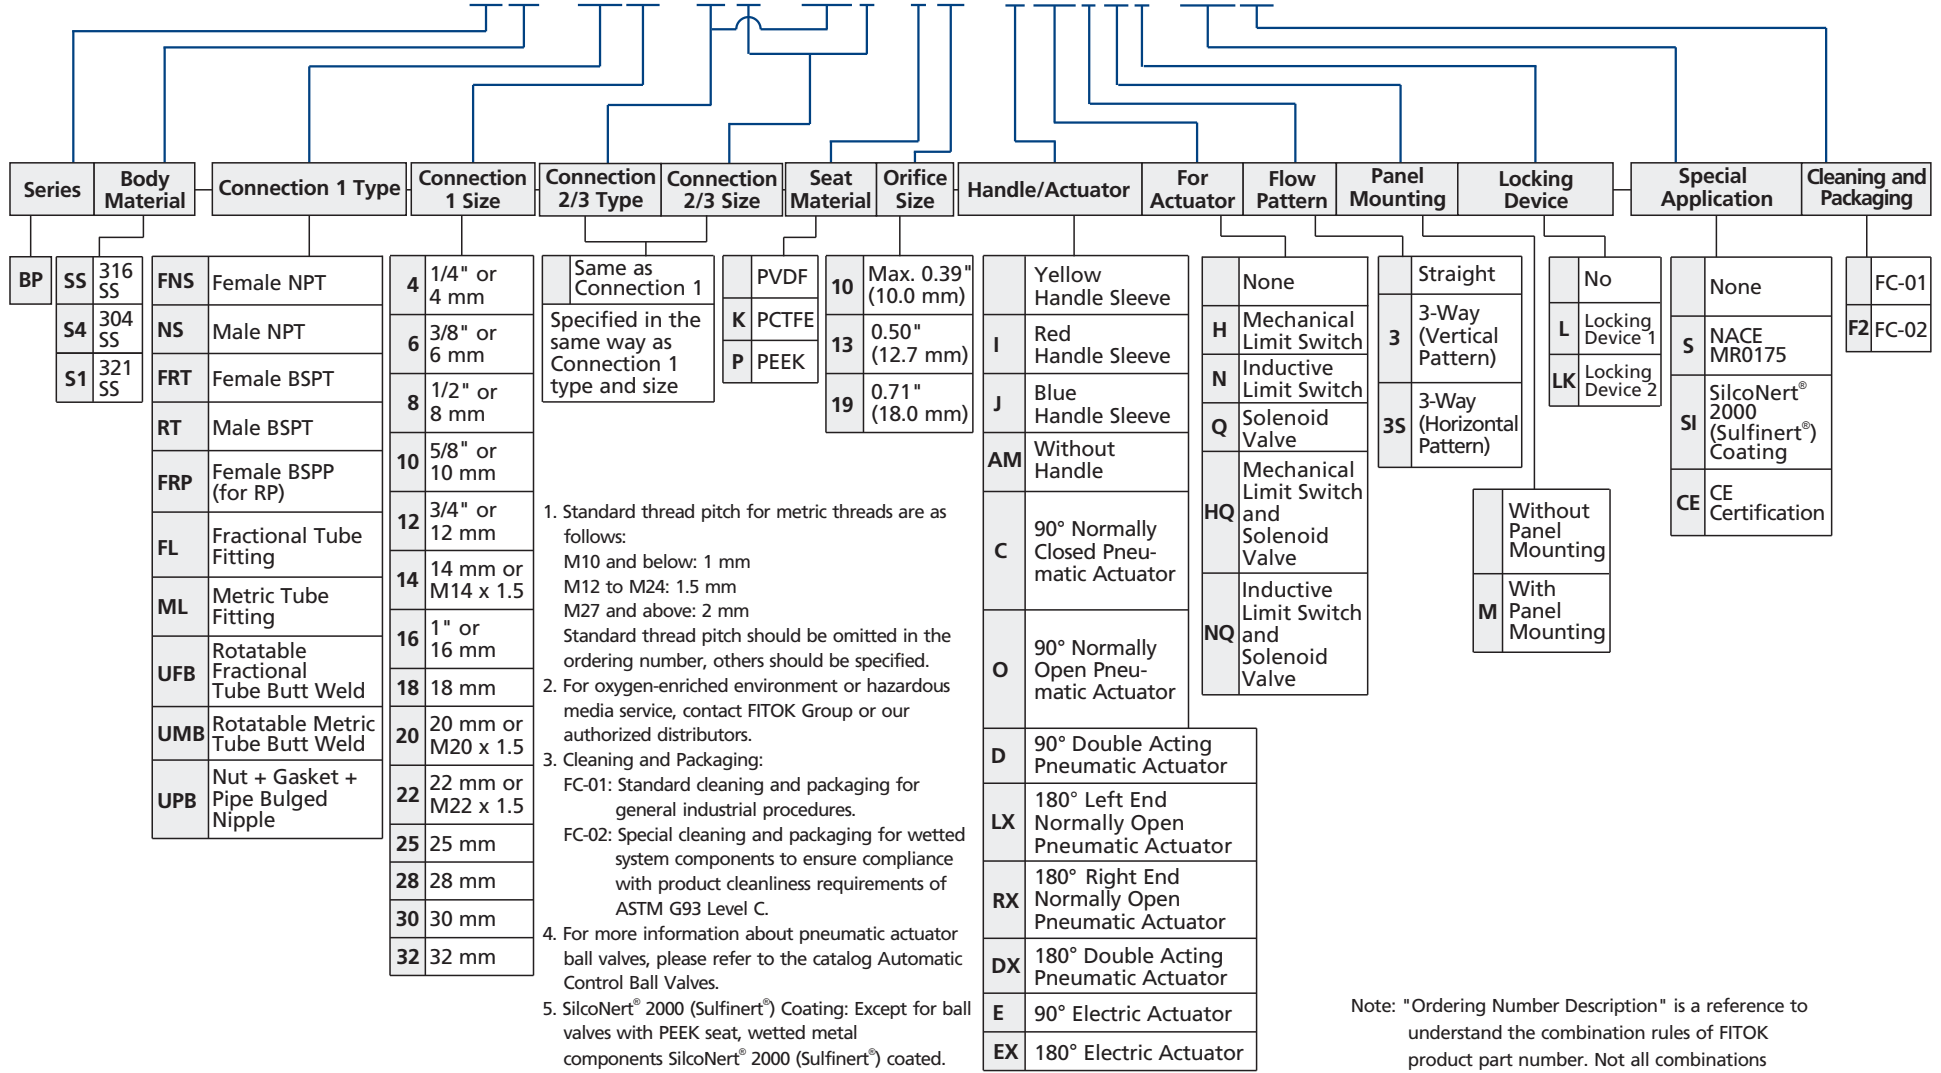 Series
Body
Material
Connection 1 Type
Connection
1 Size
Connection
2/3 Type
Connection
2/3 Size
Seat
Material
Orifice
Size
Handle/Actuator
For
Actuator
Flow
Pattern
Panel
Mounting
Locking
Device
Special
Application
Cleaning and
Packaging
BP
SS 316
SS
S4 304
SS
S1 321
SS
FNS Female NPT
NS Male NPT
FRT Female BSPT
RT Male BSPT
FRP Female BSPP
(for RP)
FL Fractional Tube
Fitting
ML Metric Tube
Fitting
UFB Rotatable
Fractional
Tube Butt Weld
UMB Rotatable Metric
Tube Butt Weld
UPB Nut + Gasket +
Pipe Bulged
Nipple
4 1/4" or
4 mm
6 3/8" or
6 mm
8 1/2" or
8 mm
10 5/8" or
10 mm
12 3/4" or
12 mm
14 14 mm or
M14 x 1.5
16 1" or
16 mm
18 18 mm
20 20 mm or
M20 x 1.5
22 22 mm or
M22 x 1.5
25 25 mm
28 28 mm
30 30 mm
32 32 mm
Same as
Connection 1
Specified in the
same way as
Connection 1
type and size
PVDF
K PCTFE
P PEEK
10 Max. 0.39"
(10.0 mm)
13 0.50"
(12.7 mm)
19 0.71"
(18.0 mm)
Yellow
Handle Sleeve
I Red
Handle Sleeve
J Blue
Handle Sleeve
AM Without
Handle
C 90° Normally
Closed Pneu-
matic Actuator
O 90° Normally
Open Pneu-
matic Actuator
D 90° Double Acting
Pneumatic Actuator
LX 180° Left End
Normally Open
Pneumatic Actuator
RX 180° Right End
Normally Open
Pneumatic Actuator
DX 180° Double Acting
Pneumatic Actuator
E 90° Electric Actuator
EX 180° Electric Actuator
None
H Mechanical
Limit Switch
N Inductive
Limit Switch
Q Solenoid
Valve
HQ Mechanical
Limit Switch
and
Solenoid
Valve
NQ Inductive
Limit Switch
and
Solenoid
Valve
Straight
3 3-Way
(Vertical
Pattern)
3S 3-Way
(Horizontal
Pattern)
Without
Panel
Mounting
M With
Panel
Mounting
No
L Locking
Device 1
LK Locking
Device 2
None
S NACE
MR0175
SI SilcoNert®
2000
(Sulfinert®)
Coating
CE CE
Certification
FC-01
F2 FC-02
1. Standard thread pitch for metric threads are as
follows:
M10 and below: 1 mm
M12 to M24: 1.5 mm
M27 and above: 2 mm
Standard thread pitch should be omitted in the
ordering number, others should be specified.
2. For oxygen-enriched environment or hazardous
media service, contact FITOK Group or our
authorized distributors.
3. Cleaning and Packaging:
FC-01: Standard cleaning and packaging for
general industrial procedures.
FC-02: Special cleaning and packaging for wetted
system components to ensure compliance
with product cleanliness requirements of
ASTM G93 Level C.
4. For more information about pneumatic actuator
ball valves, please refer to the catalog Automatic
Control Ball Valves.
5. SilcoNert® 2000 (Sulfinert®) Coating: Except for ball
valves with PEEK seat, wetted metal
components SilcoNert® 2000 (Sulfinert®) coated.
Note: "Ordering Number Description" is a reference to
understand the combination rules of FITOK
product part number. Not all combinations